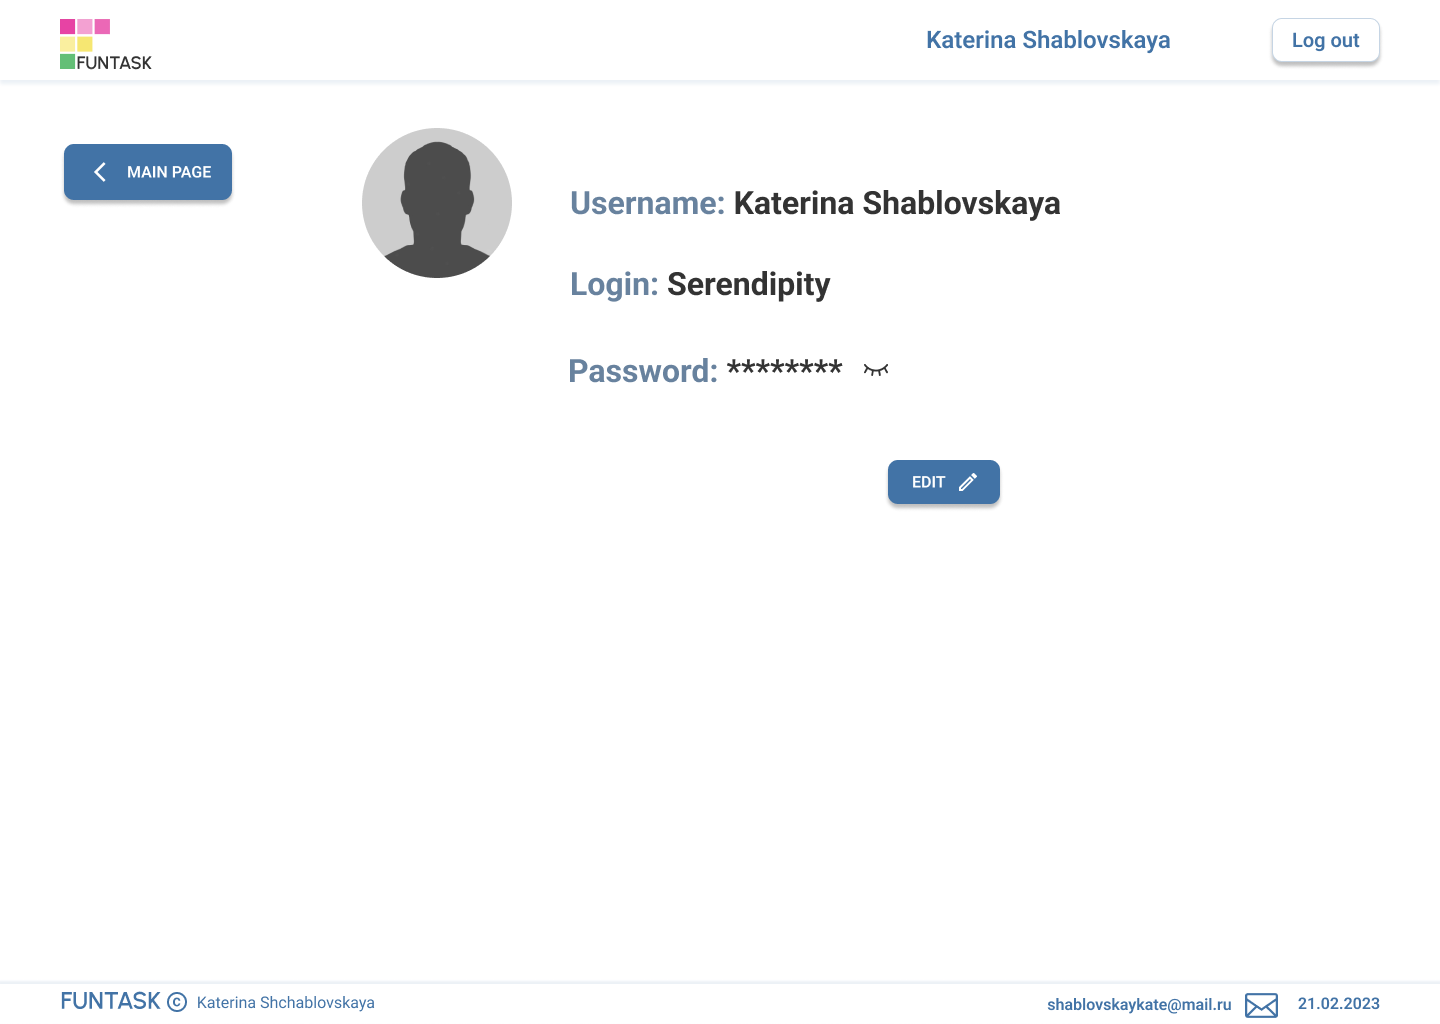 FUNTASK
Katerina Shablovskaya
Log out
MAIN PAGE
Username: Katerina Shablovskaya
Login: Serendipity
Password: ********
EDIT
FUNTASK © Katerina Shchablovskaya
shablovskaykate@mail.ru
21.02.2023